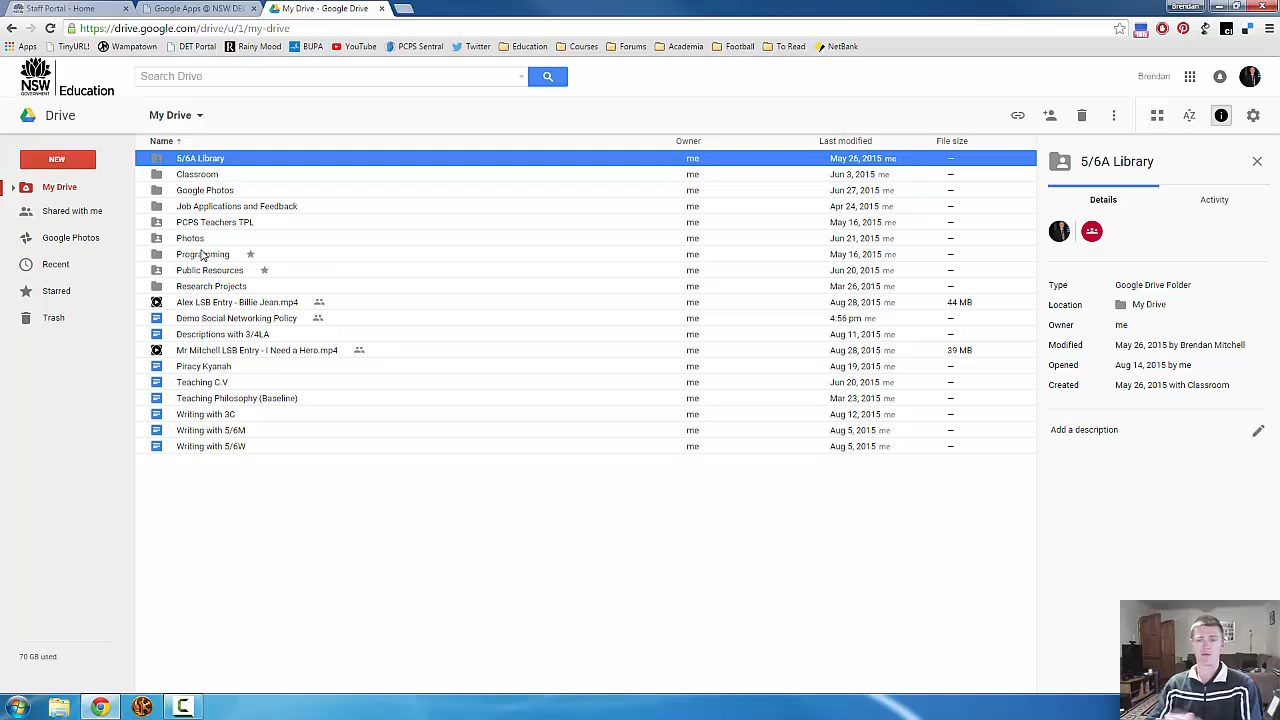 Staff Portal - Home
Google Apps @ NSW DEC
My Drive - Google Drive
Brendan
https://drive.google.com/drive/u/1/my-drive
Apps
TinyURL!
Wampatown
DET Portal
Rainy Mood
BUPA
YouTube
PCPS Sentral
Twitter
Education
Courses
Forums
Academia
Football
To Read
NetBank
NSW
GOVERNMENT
Education
Search Drive
Brendan
Drive
My Drive
Name
Owner
Last modified
File size
NEW
My Drive
Shared with me
Google Photos
Recent
Starred
Trash
70 GB used
5/6A Library me May 26, 2015 me —
Classroom me Jun 3, 2015 me —
Google Photos me Jun 27, 2015 me —
Job Applications and Feedback me Apr 24, 2015 me —
PCPS Teachers TPL me May 16, 2015 me —
Photos me Jun 21, 2015 me —
Programming me May 16, 2015 me —
Public Resources me Jun 20, 2015 me —
Research Projects me Mar 26, 2015 me —
Alex LSB Entry - Billie Jean.mp4 me Aug 28, 2015 me 44 MB
Demo Social Networking Policy me 4:56 pm me —
Descriptions with 3/4LA me Aug 11, 2015 me —
Mr Mitchell LSB Entry - I Need a Hero.mp4 me Aug 28, 2015 me 39 MB
Piracy Kyanah me Aug 19, 2015 me —
Teaching C.V me Jun 20, 2015 me —
Teaching Philosophy (Baseline) me Mar 23, 2015 me —
Writing with 3C me Aug 12, 2015 me —
Writing with 5/6M me Aug 5, 2015 me —
Writing with 5/6W me Aug 5, 2015 me —
5/6A Library
Details
Activity
Type Google Drive Folder
Location My Drive
Owner me
Modified May 26, 2015 by Brendan Mitchell
Opened Aug 14, 2015 by me
Created May 26, 2015 with Classroom
Add a description